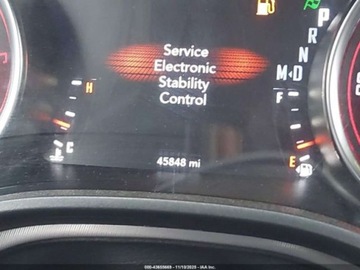 Service
Electronic
Stability
Control
P
R
N
M◄D
H
F
C
E
45848 mi